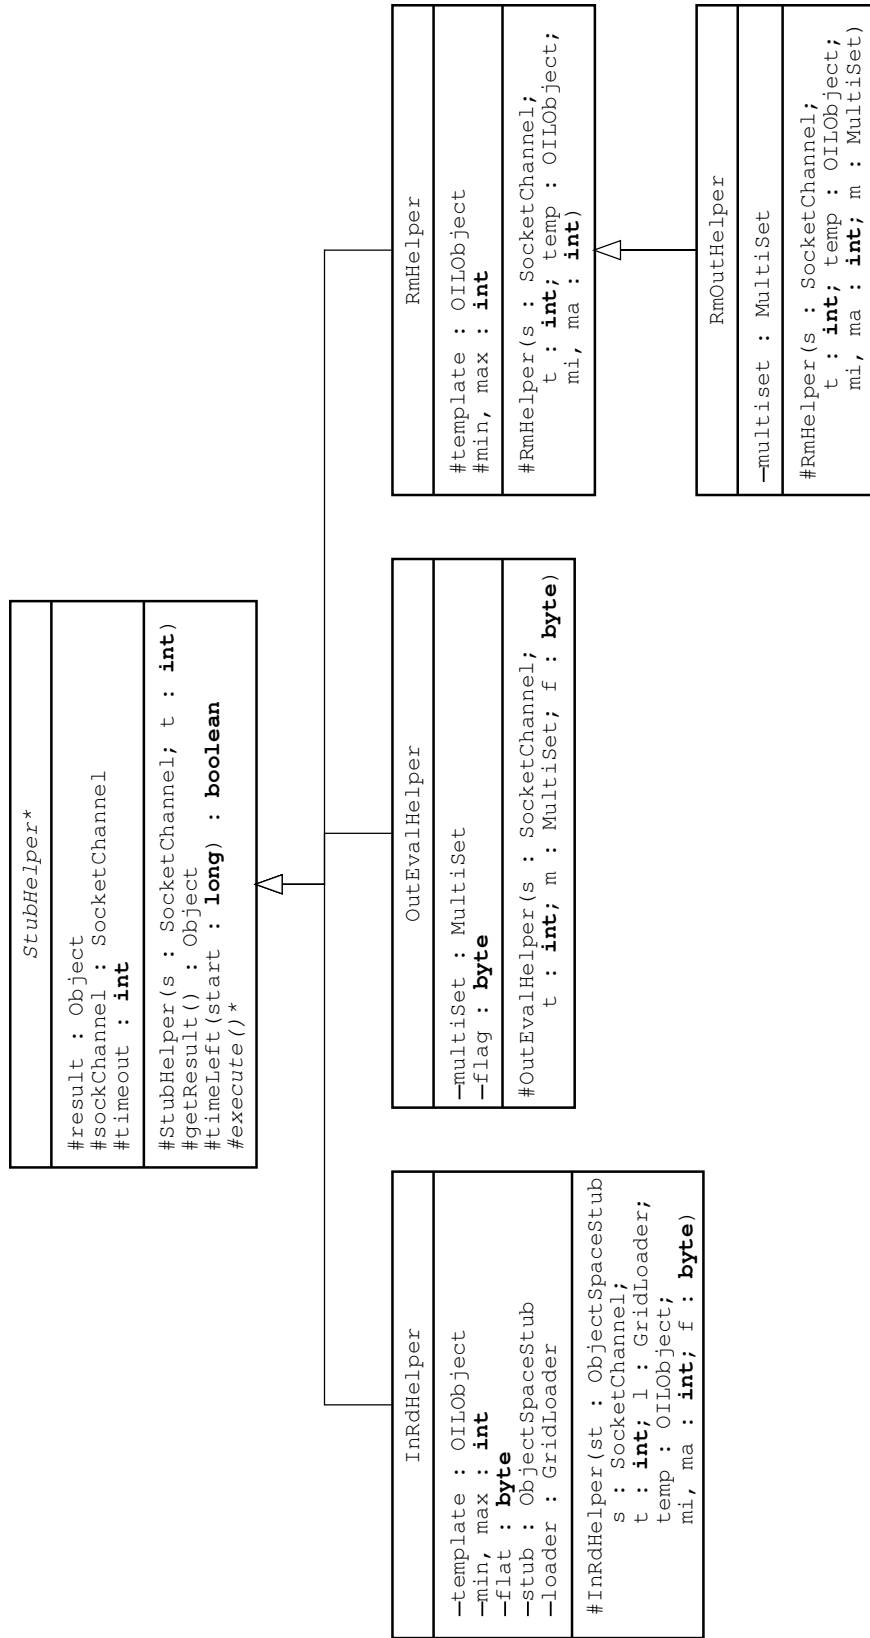 StubHelper*
#result : Object
#sockChannel : SocketChannel
#timeout : int
#StubHelper(s : SocketChannel; t : int)
#getResult() : Object
#timeLeft(start : long) : boolean
#execute()*
InRdHelper
–template : OILObject
–min, max : int
–flat : byte
–stub : ObjectSpaceStub
–loader : GridLoader
#InRdHelper(st : ObjectSpaceStub
s : SocketChannel;
t : int; l : GridLoader;
temp : OILObject;
mi, ma : int; f : byte)
OutEvalHelper
–multiSet : MultiSet
–flag : byte
#OutEvalHelper(s : SocketChannel;
t : int; m : MultiSet; f : byte)
RmHelper
#template : OILObject
#min, max : int
#RmHelper(s : SocketChannel;
t : int; temp : OILObject;
mi, ma : int)
RmOutHelper
–multiset : MultiSet
#RmHelper(s : SocketChannel;
t : int; temp : OILObject;
mi, ma : int; m : MultiSet)